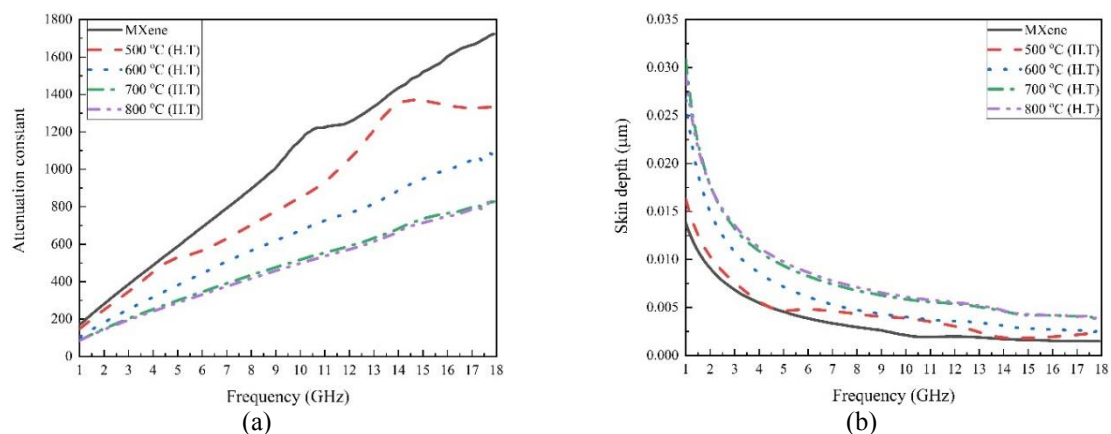 1800
1600
1400
1200
1000
800
600
400
200
0
Attenuation constant
MXene
500 °C (H.T)
600 °C (H.T)
700 °C (H.T)
800 °C (H.T)
1 2 3 4 5 6 7 8 9 10 11 12 13 14 15 16 17 18
Frequency (GHz)
(a)
0.035
0.030
0.025
0.020
0.015
0.010
0.005
0.000
Skin depth (μm)
MXene
500 °C (H.T)
600 °C (H.T)
700 °C (H.T)
800 °C (H.T)
1 2 3 4 5 6 7 8 9 10 11 12 13 14 15 16 17 18
Frequency (GHz)
(b)